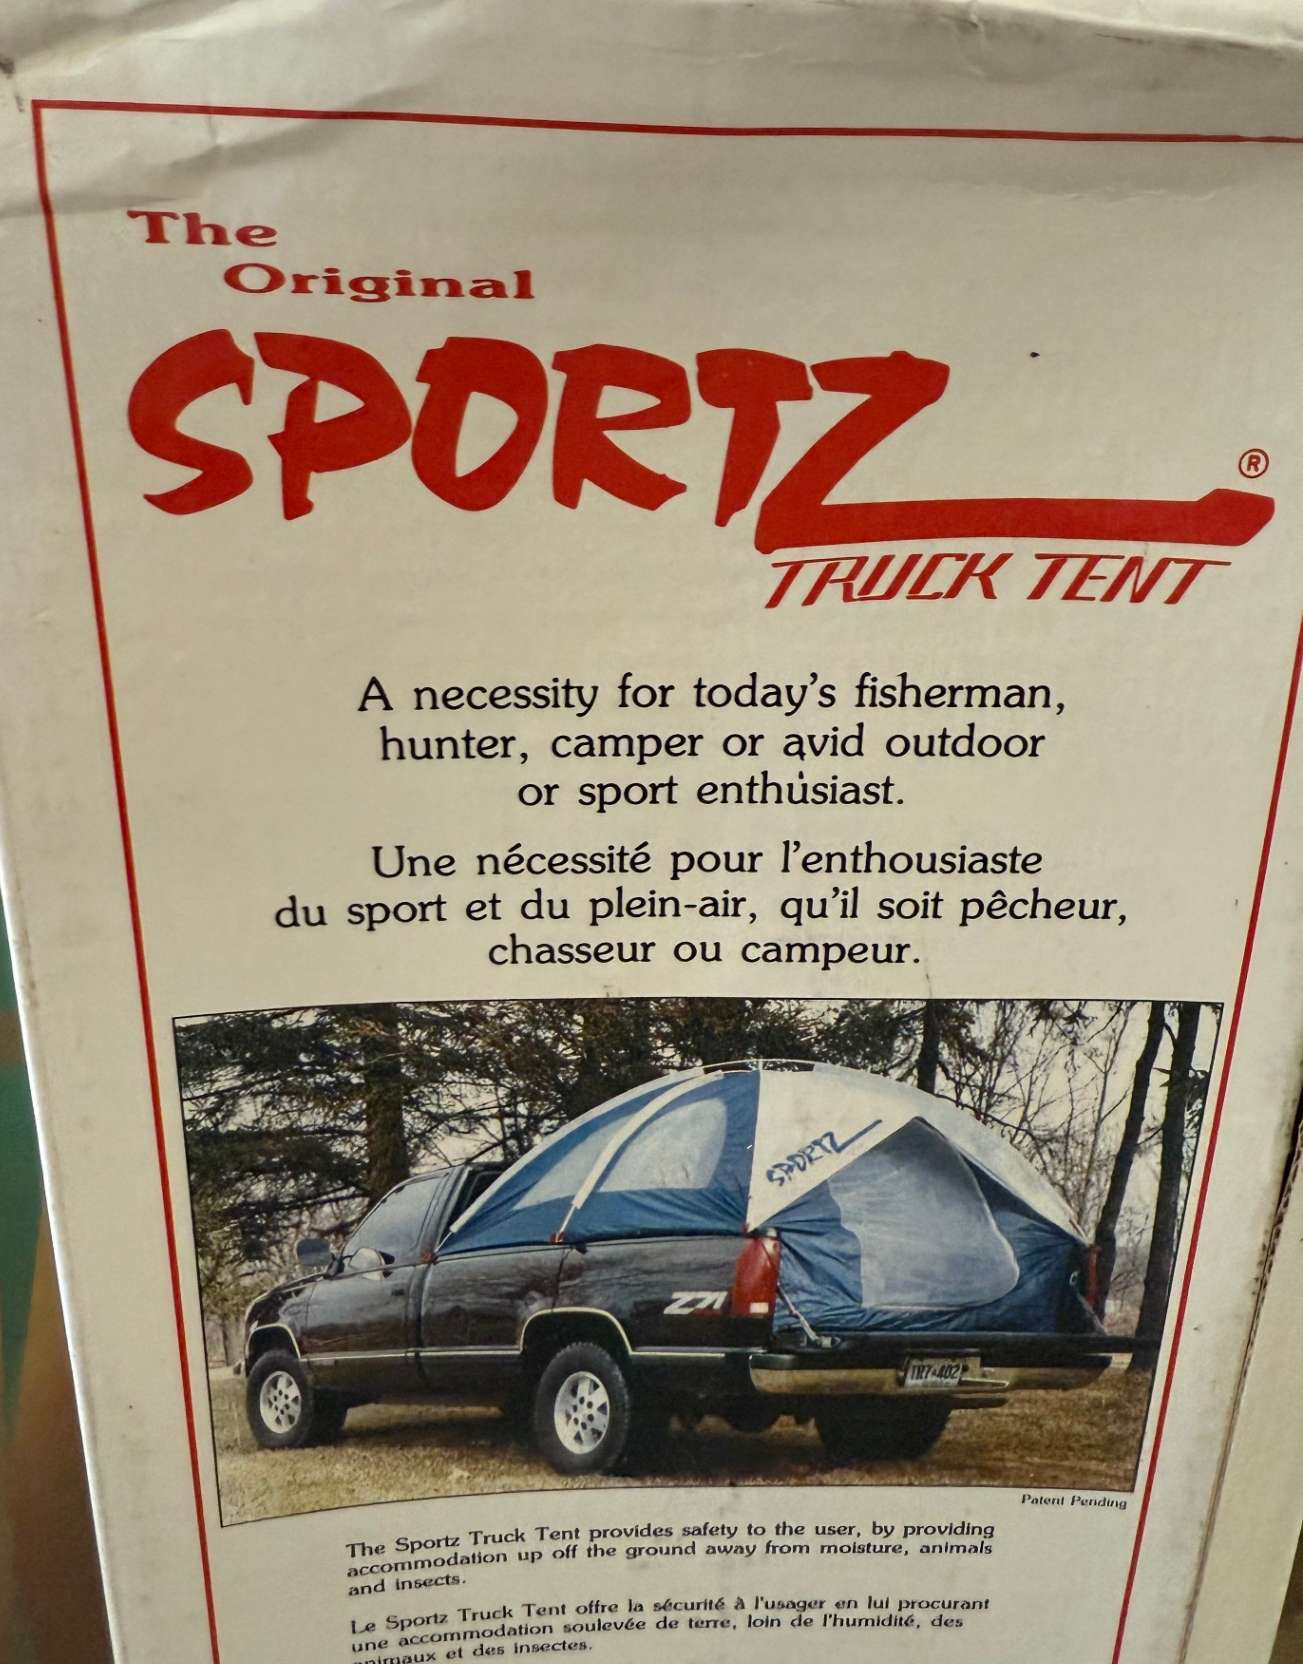 The
Original
SPORTZ ®
TRUCK TENT
A necessity for today's fisherman,
hunter, camper or avid outdoor
or sport enthusiast.
Une nécessité pour l'enthousiaste
du sport et du plein-air, qu'il soit pêcheur,
chasseur ou campeur.
SPORTZ
Z71
Patent Pending
The Sportz Truck Tent provides safety to the user, by providing
accommodation up off the ground away from moisture, animals
and insects.
Le Sportz Truck Tent offre la sécurité à l'usager en lui procurant
une accommodation soulevée de terre, loin de l'humidité, des
animaux et des insectes.